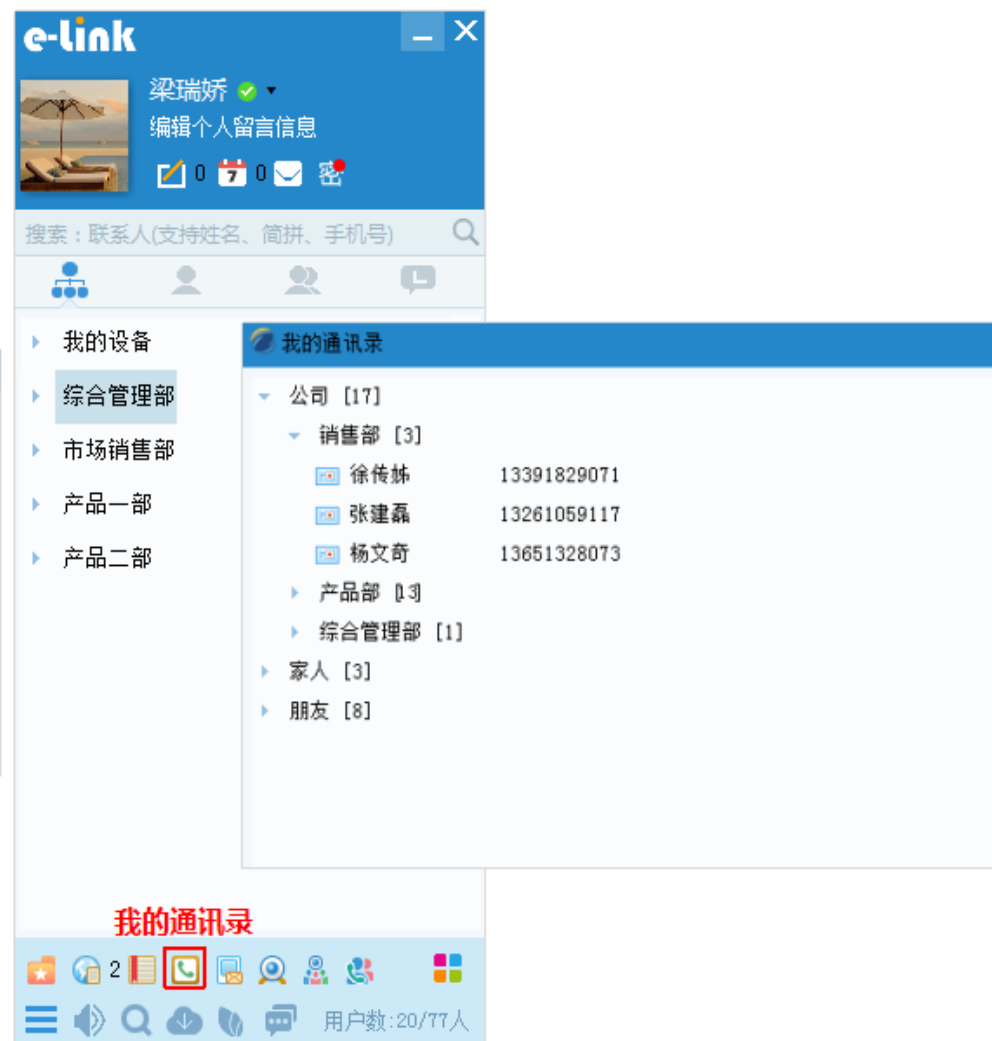 e-link
梁瑞娇
编辑个人留言信息
0 7 0 密
搜索：联系人(支持姓名、简拼、手机号)
我的设备
综合管理部
市场销售部
产品一部
产品二部
我的通讯录
公司 [17]
销售部 [3]
徐传姊 13391829071
张建磊 13261059117
杨文奇 13651328073
产品部 [13]
综合管理部 [1]
家人 [3]
朋友 [8]
我的通讯录
2
用户数:20/77人